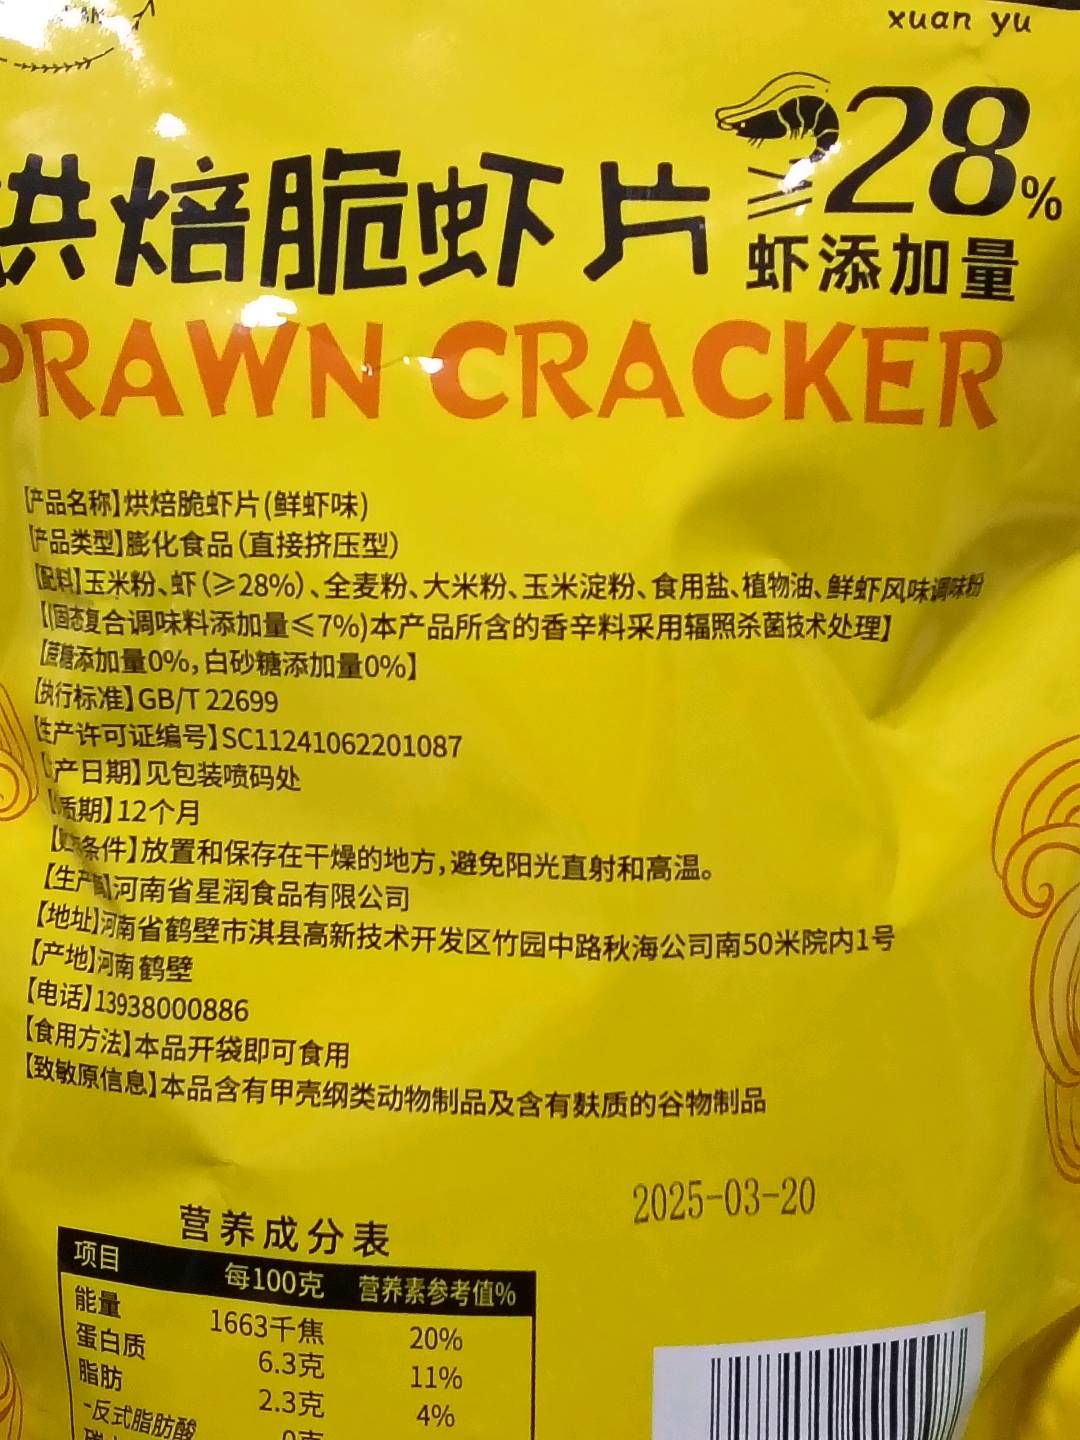 xuan yu
烘焙脆虾片
≥28%
虾添加量
PRAWN CRACKER
【产品名称】烘焙脆虾片(鲜虾味)
【产品类型】膨化食品(直接挤压型)
【配料】玉米粉、虾(≥28%)、全麦粉、大米粉、玉米淀粉、食用盐、植物油、鲜虾风味调味粉
【(固态复合调味料添加量≤7%)本产品所含的香辛料采用辐照杀菌技术处理】
【蔗糖添加量0%,白砂糖添加量0%】
【执行标准】GB/T 22699
【生产许可证编号】SC11241062201087
产日期】见包装喷码处
质期】12个月
条件】放置和保存在干燥的地方,避免阳光直射和高温。
【生产商】河南省星润食品有限公司
【地址】河南省鹤壁市淇县高新技术开发区竹园中路秋海公司南50米院内1号
【产地】河南鹤壁
【电话】13938000886
【食用方法】本品开袋即可食用
【致敏原信息】本品含有甲壳纲类动物制品及含有麸质的谷物制品
2025-03-20
营养成分表
项目 每100克 营养素参考值%
能量 1663千焦 20%
蛋白质 6.3克 11%
脂肪 2.3克 4%
-反式脂肪酸 0克